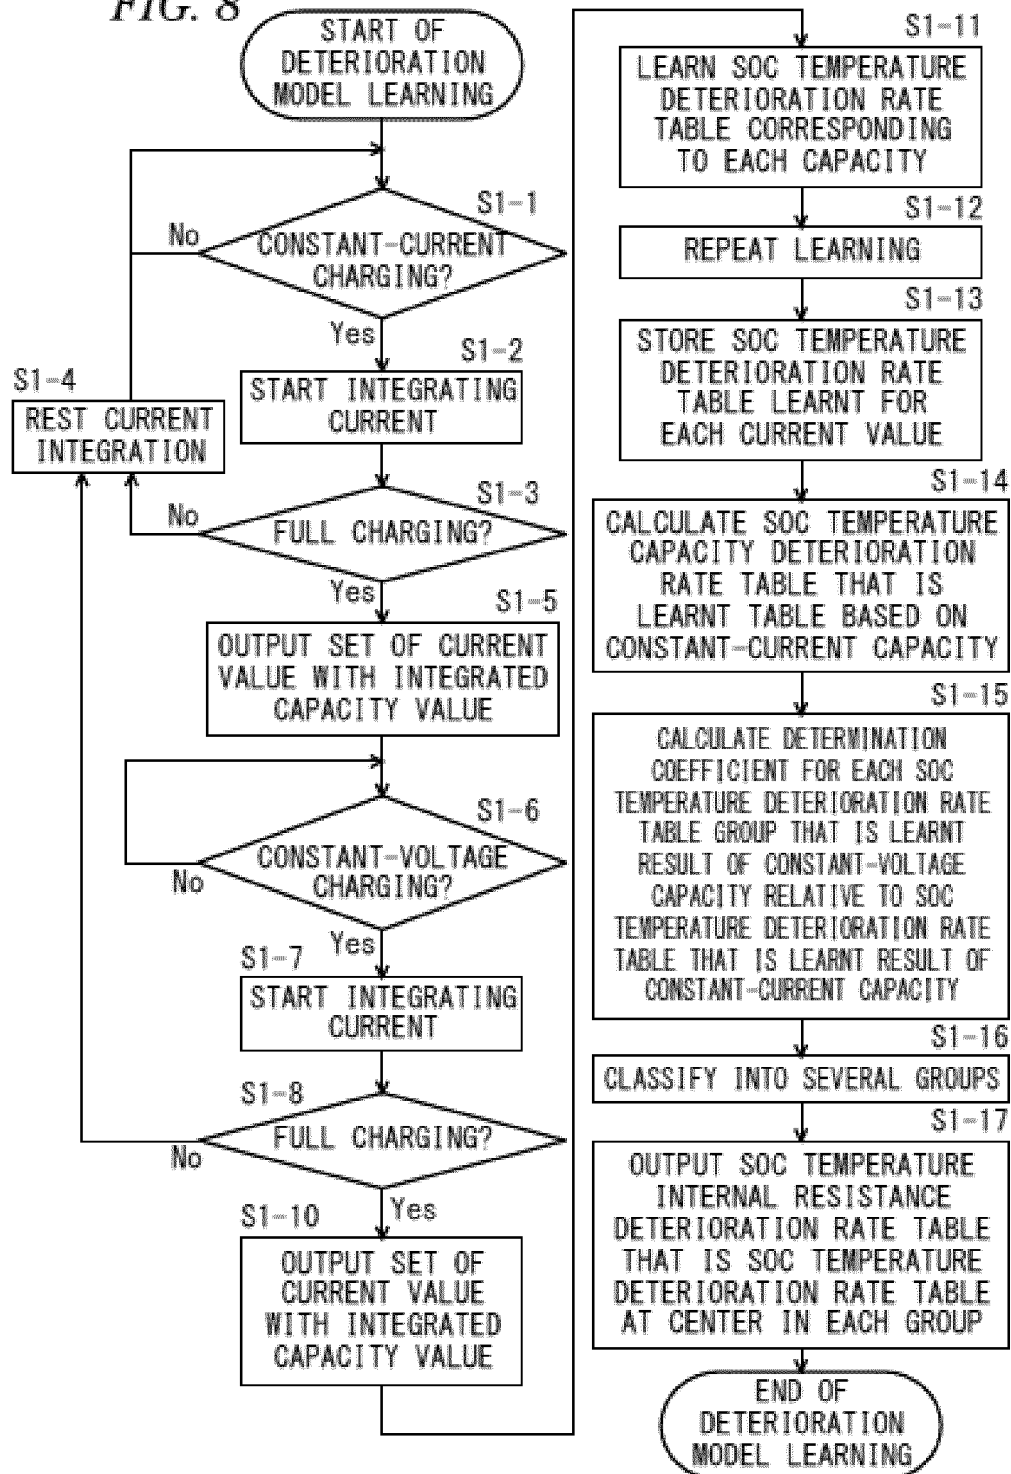 FIG. 8
START OF
DETERIORATION
MODEL LEARNING
S1-1
No
CONSTANT-CURRENT
CHARGING?
Yes
S1-2
START INTEGRATING
CURRENT
S1-4
REST CURRENT
INTEGRATION
S1-3
No
FULL CHARGING?
Yes
S1-5
OUTPUT SET OF CURRENT
VALUE WITH INTEGRATED
CAPACITY VALUE
S1-6
CONSTANT-VOLTAGE
CHARGING?
No
Yes
S1-7
START INTEGRATING
CURRENT
S1-8
FULL CHARGING?
No
Yes
S1-10
OUTPUT SET OF
CURRENT VALUE
WITH INTEGRATED
CAPACITY VALUE
S1-11
LEARN SOC TEMPERATURE
DETERIORATION RATE
TABLE CORRESPONDING
TO EACH CAPACITY
S1-12
REPEAT LEARNING
S1-13
STORE SOC TEMPERATURE
DETERIORATION RATE
TABLE LEARNT FOR
EACH CURRENT VALUE
S1-14
CALCULATE SOC TEMPERATURE
CAPACITY DETERIORATION
RATE TABLE THAT IS
LEARNT TABLE BASED ON
CONSTANT-CURRENT CAPACITY
S1-15
CALCULATE DETERMINATION
COEFFICIENT FOR EACH SOC
TEMPERATURE DETERIORATION RATE
TABLE GROUP THAT IS LEARNT
RESULT OF CONSTANT-VOLTAGE
CAPACITY RELATIVE TO SOC
TEMPERATURE DETERIORATION RATE
TABLE THAT IS LEARNT RESULT OF
CONSTANT-CURRENT CAPACITY
S1-16
CLASSIFY INTO SEVERAL GROUPS
S1-17
OUTPUT SOC TEMPERATURE
INTERNAL RESISTANCE
DETERIORATION RATE TABLE
THAT IS SOC TEMPERATURE
DETERIORATION RATE TABLE
AT CENTER IN EACH GROUP
END OF
DETERIORATION
MODEL LEARNING